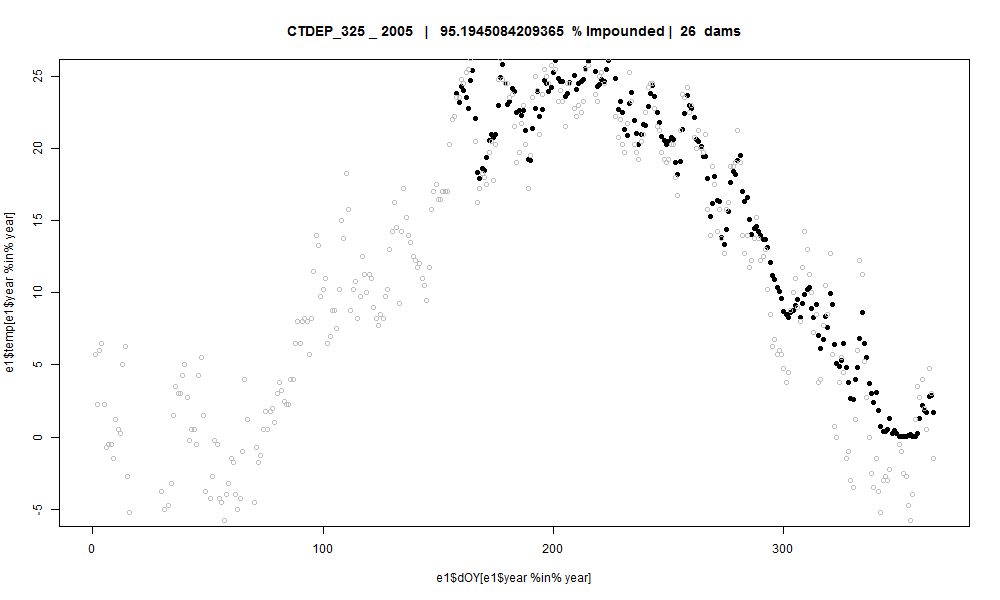 CTDEP_325 _ 2005 | 95.1945084209365 % Impounded | 26 dams
25
20
15
10
5
0
-5
e1$temp[e1$year %in% year]
0 100 200 300
e1$dOY[e1$year %in% year]